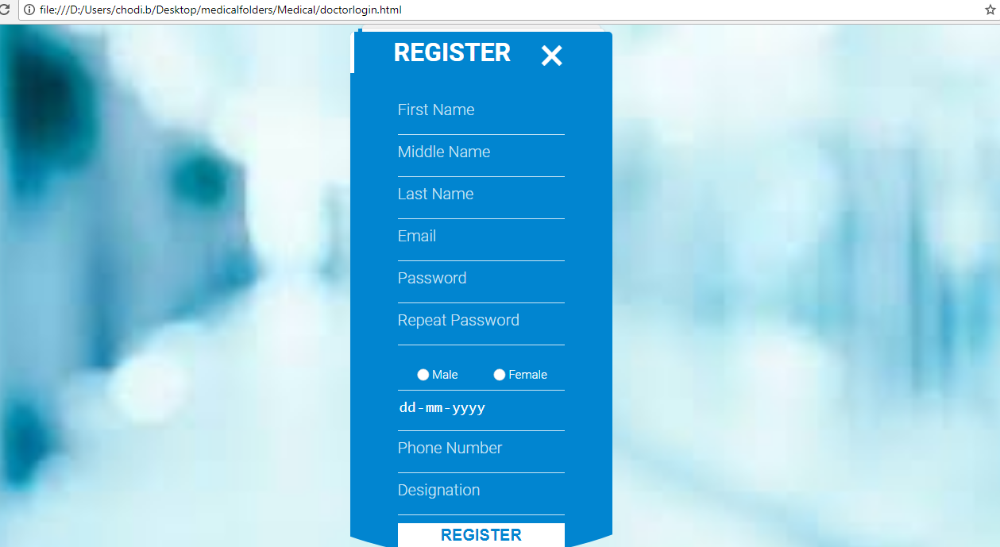 file:///D:/Users/chodi.b/Desktop/medicalfolders/Medical/doctorlogin.html
REGISTER
First Name
Middle Name
Last Name
Email
Password
Repeat Password
Male Female
dd-mm-yyyy
Phone Number
Designation
REGISTER